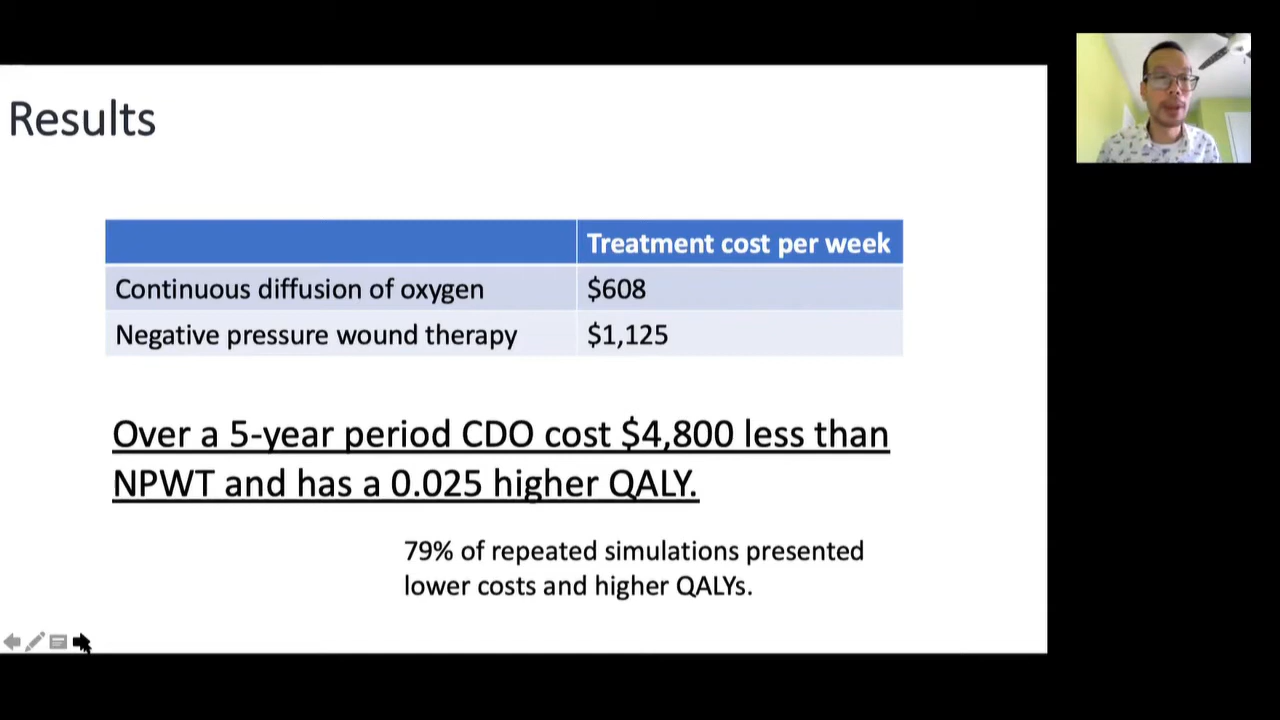 Results
Treatment cost per week
Continuous diffusion of oxygen $608
Negative pressure wound therapy $1,125
Over a 5-year period CDO cost $4,800 less than
NPWT and has a 0.025 higher QALY.
79% of repeated simulations presented
lower costs and higher QALYs.